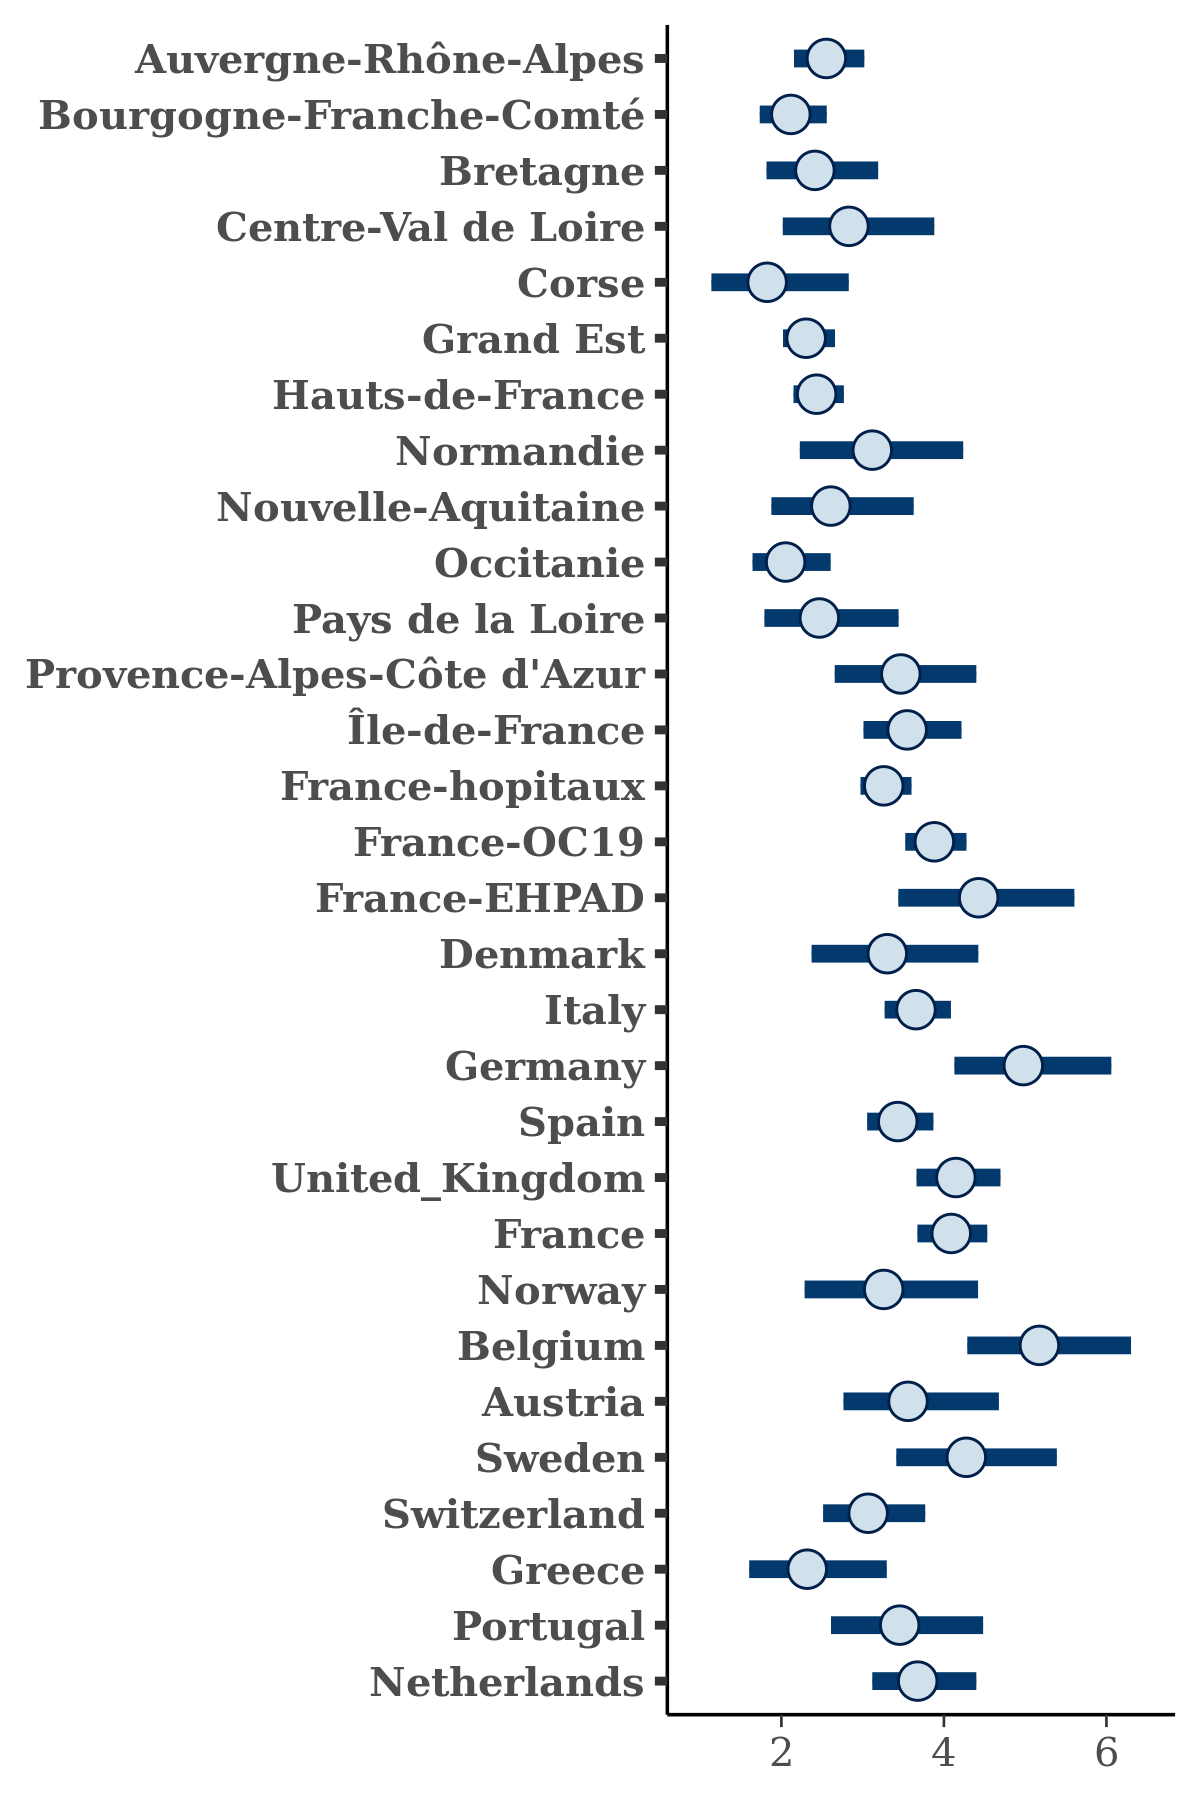 Auvergne-Rhône-Alpes
Bourgogne-Franche-Comté
Bretagne
Centre-Val de Loire
Corse
Grand Est
Hauts-de-France
Normandie
Nouvelle-Aquitaine
Occitanie
Pays de la Loire
Provence-Alpes-Côte d'Azur
Île-de-France
France-hopitaux
France-OC19
France-EHPAD
Denmark
Italy
Germany
Spain
United_Kingdom
France
Norway
Belgium
Austria
Sweden
Switzerland
Greece
Portugal
Netherlands
2 4 6